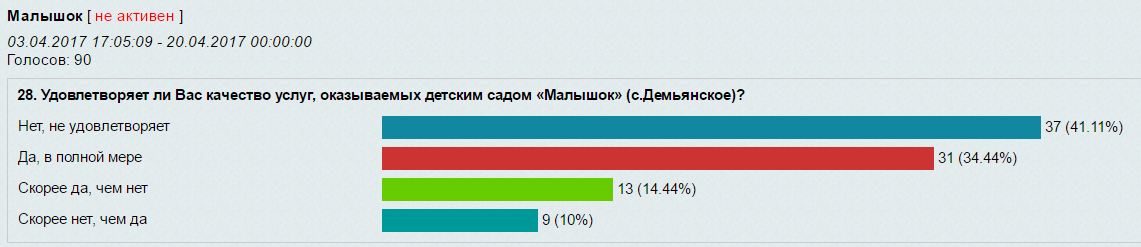 Малышок [ не активен ]
03.04.2017 17:05:09 - 20.04.2017 00:00:00
Голосов: 90
28. Удовлетворяет ли Вас качество услуг, оказываемых детским садом «Малышок» (с.Демьянское)?
Нет, не удовлетворяет 37 (41.11%)
Да, в полной мере 31 (34.44%)
Скорее да, чем нет 13 (14.44%)
Скорее нет, чем да 9 (10%)